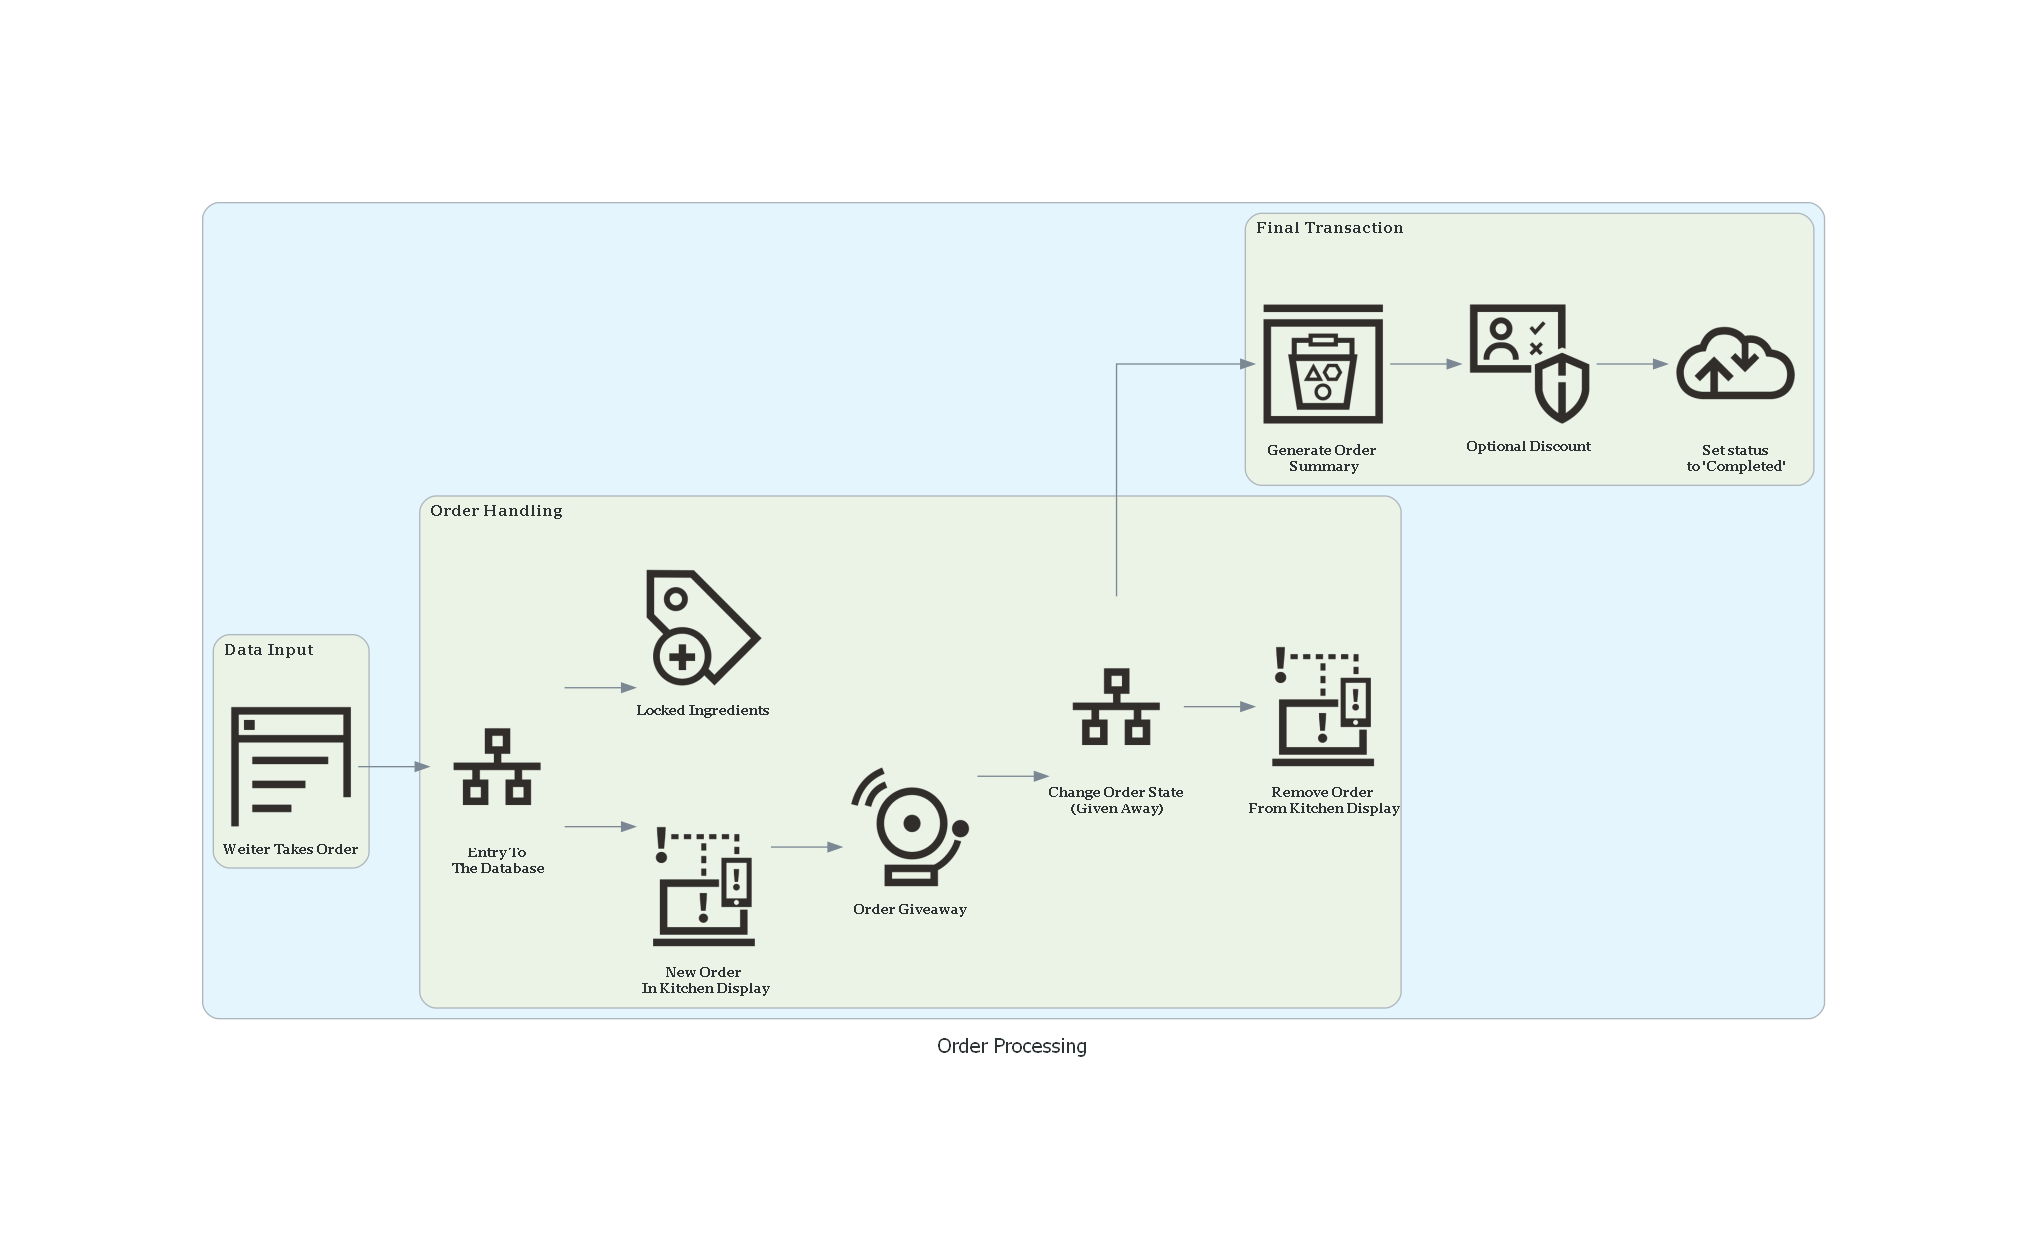 Final Transaction
Generate Order
Summary
Optional Discount
Set status
to 'Completed'
Order Handling
Locked Ingredients
Data Input
Weiter Takes Order
Entry To
The Database
New Order
In Kitchen Display
Order Giveaway
Change Order State
(Given Away)
Remove Order
From Kitchen Display
Order Processing